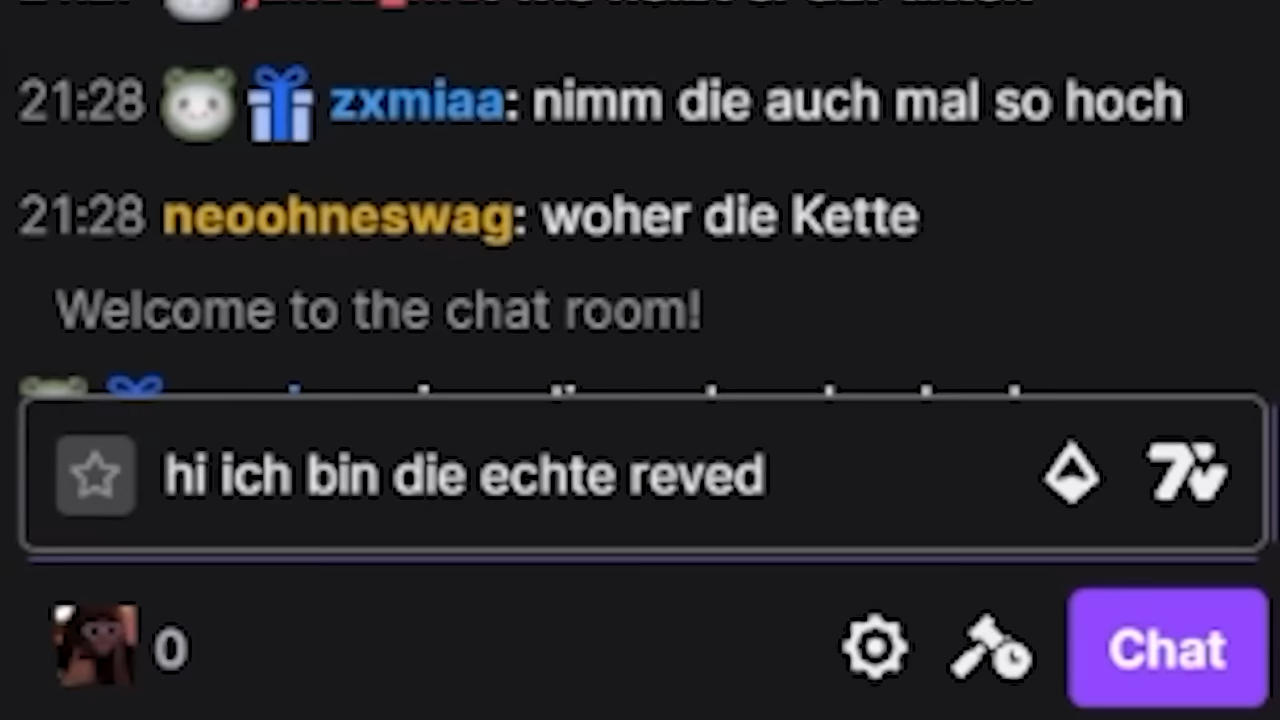 21:28 zxmiaa: nimm die auch mal so hoch
21:28 neoohneswag: woher die Kette
Welcome to the chat room!
hi ich bin die echte reved
7tv
0
Chat